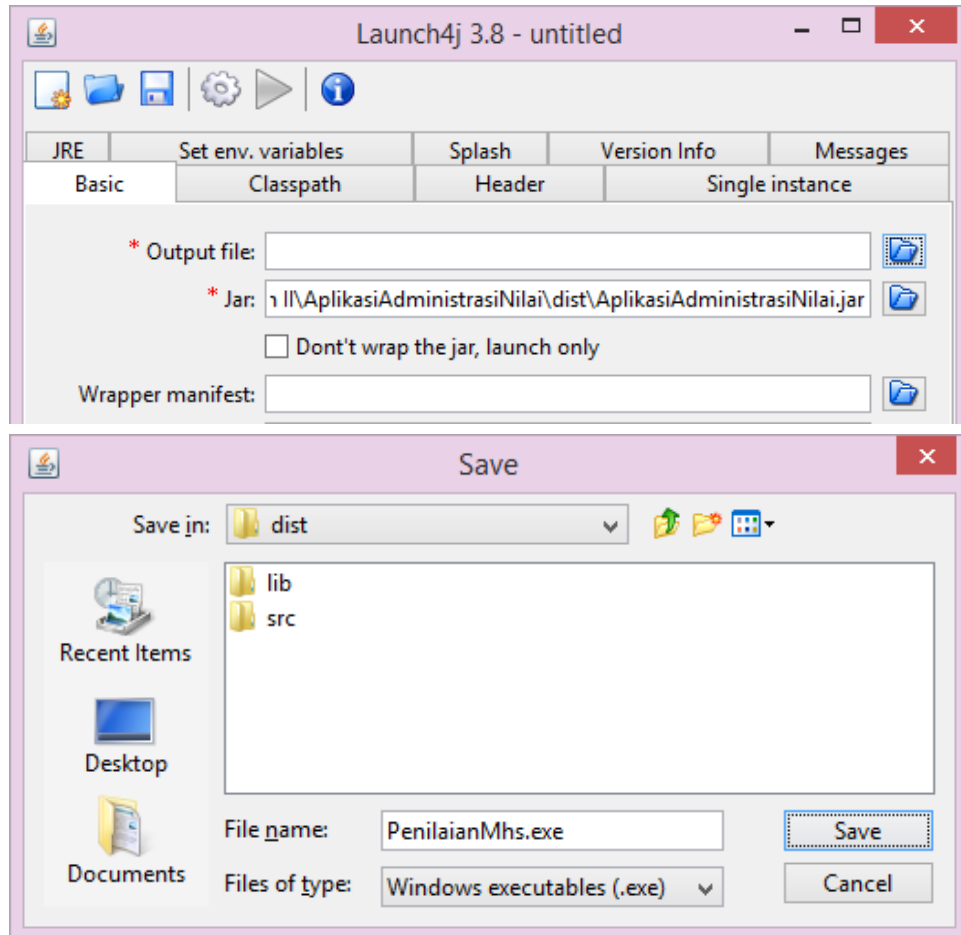 Launch4j 3.8 - untitled
JRE Set env. variables Splash Version Info Messages
Basic Classpath Header Single instance
* Output file:
* Jar: ı II\AplikasiAdministrasiNilai\dist\AplikasiAdministrasiNilai.jar
Dont't wrap the jar, launch only
Wrapper manifest:
Save
Save in: dist
lib
src
Recent Items
Desktop
Documents
File name: PenilaianMhs.exe Save
Files of type: Windows executables (.exe) Cancel